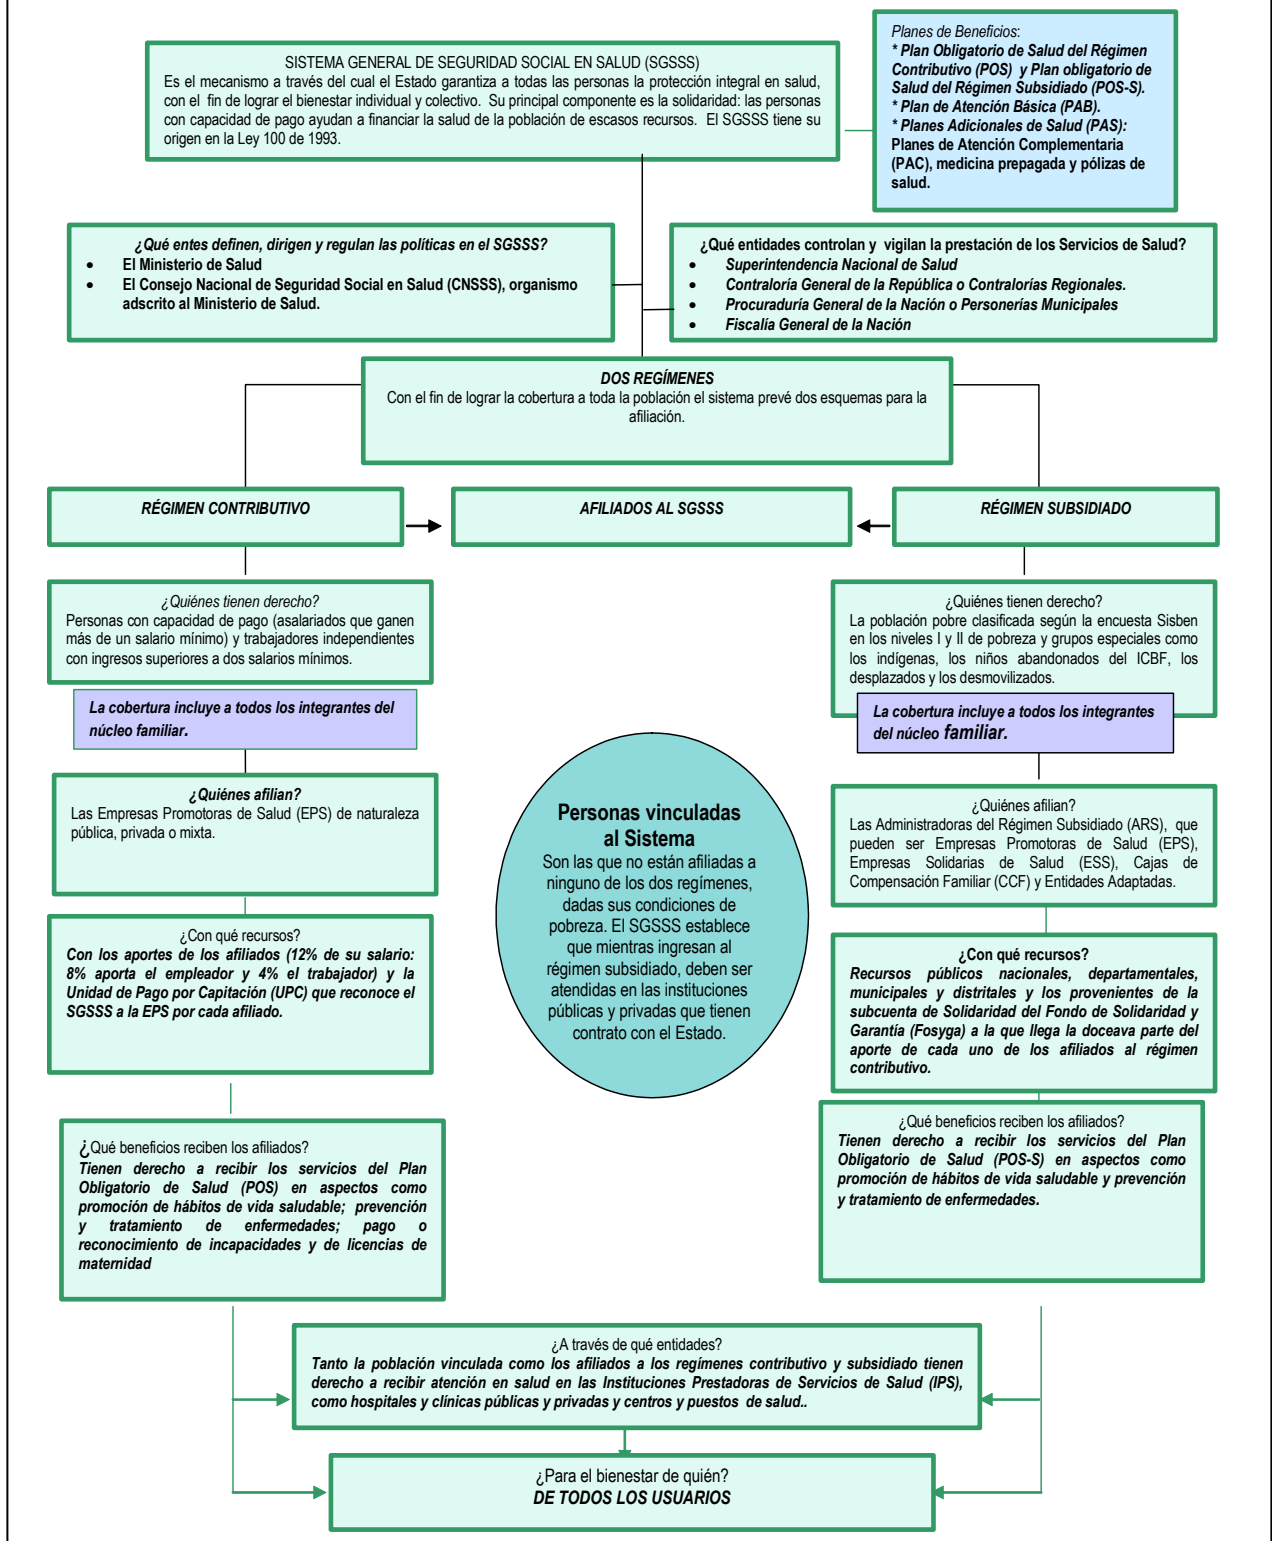 SISTEMA GENERAL DE SEGURIDAD SOCIAL EN SALUD (SGSSS)
Es el mecanismo a través del cual el Estado garantiza a todas las personas la protección integral en salud,
con el fin de lograr el bienestar individual y colectivo. Su principal componente es la solidaridad: las personas
con capacidad de pago ayudan a financiar la salud de la población de escasos recursos. El SGSSS tiene su
origen en la Ley 100 de 1993.
Planes de Beneficios:
* Plan Obligatorio de Salud del Régimen
Contributivo (POS) y Plan obligatorio de
Salud del Régimen Subsidiado (POS-S).
* Plan de Atención Básica (PAB).
* Planes Adicionales de Salud (PAS):
Planes de Atención Complementaria
(PAC), medicina prepagada y pólizas de
salud.
¿Qué entes definen, dirigen y regulan las políticas en el SGSSS?
• El Ministerio de Salud
• El Consejo Nacional de Seguridad Social en Salud (CNSSS), organismo
adscrito al Ministerio de Salud.
¿Qué entidades controlan y vigilan la prestación de los Servicios de Salud?
• Superintendencia Nacional de Salud
• Contraloría General de la República o Contralorías Regionales.
• Procuraduría General de la Nación o Personerías Municipales
• Fiscalía General de la Nación
DOS REGÍMENES
Con el fin de lograr la cobertura a toda la población el sistema prevé dos esquemas para la
afiliación.
RÉGIMEN CONTRIBUTIVO
AFILIADOS AL SGSSS
RÉGIMEN SUBSIDIADO
¿Quiénes tienen derecho?
Personas con capacidad de pago (asalariados que ganen
más de un salario mínimo) y trabajadores independientes
con ingresos superiores a dos salarios mínimos.
La cobertura incluye a todos los integrantes del
núcleo familiar.
¿Quiénes afilian?
Las Empresas Promotoras de Salud (EPS) de naturaleza
pública, privada o mixta.
¿Con qué recursos?
Con los aportes de los afiliados (12% de su salario:
8% aporta el empleador y 4% el trabajador) y la
Unidad de Pago por Capitación (UPC) que reconoce el
SGSSS a la EPS por cada afiliado.
¿Qué beneficios reciben los afiliados?
Tienen derecho a recibir los servicios del Plan
Obligatorio de Salud (POS) en aspectos como
promoción de hábitos de vida saludable; prevención
y tratamiento de enfermedades; pago o
reconocimiento de incapacidades y de licencias de
maternidad
Personas vinculadas
al Sistema
Son las que no están afiliadas a
ninguno de los dos regímenes,
dadas sus condiciones de
pobreza. El SGSSS establece
que mientras ingresan al
régimen subsidiado, deben ser
atendidas en las instituciones
públicas y privadas que tienen
contrato con el Estado.
¿Quiénes tienen derecho?
La población pobre clasificada según la encuesta Sisben
en los niveles I y II de pobreza y grupos especiales como
los indígenas, los niños abandonados del ICBF, los
desplazados y los desmovilizados.
La cobertura incluye a todos los integrantes
del núcleo familiar.
¿Quiénes afilian?
Las Administradoras del Régimen Subsidiado (ARS), que
pueden ser Empresas Promotoras de Salud (EPS),
Empresas Solidarias de Salud (ESS), Cajas de
Compensación Familiar (CCF) y Entidades Adaptadas.
¿Con qué recursos?
Recursos públicos nacionales, departamentales,
municipales y distritales y los provenientes de la
subcuenta de Solidaridad del Fondo de Solidaridad y
Garantía (Fosyga) a la que llega la doceava parte del
aporte de cada uno de los afiliados al régimen
contributivo.
¿Qué beneficios reciben los afiliados?
Tienen derecho a recibir los servicios del Plan
Obligatorio de Salud (POS-S) en aspectos como
promoción de hábitos de vida saludable y prevención
y tratamiento de enfermedades.
¿A través de qué entidades?
Tanto la población vinculada como los afiliados a los regímenes contributivo y subsidiado tienen
derecho a recibir atención en salud en las Instituciones Prestadoras de Servicios de Salud (IPS),
como hospitales y clínicas públicas y privadas y centros y puestos de salud..
¿Para el bienestar de quién?
DE TODOS LOS USUARIOS